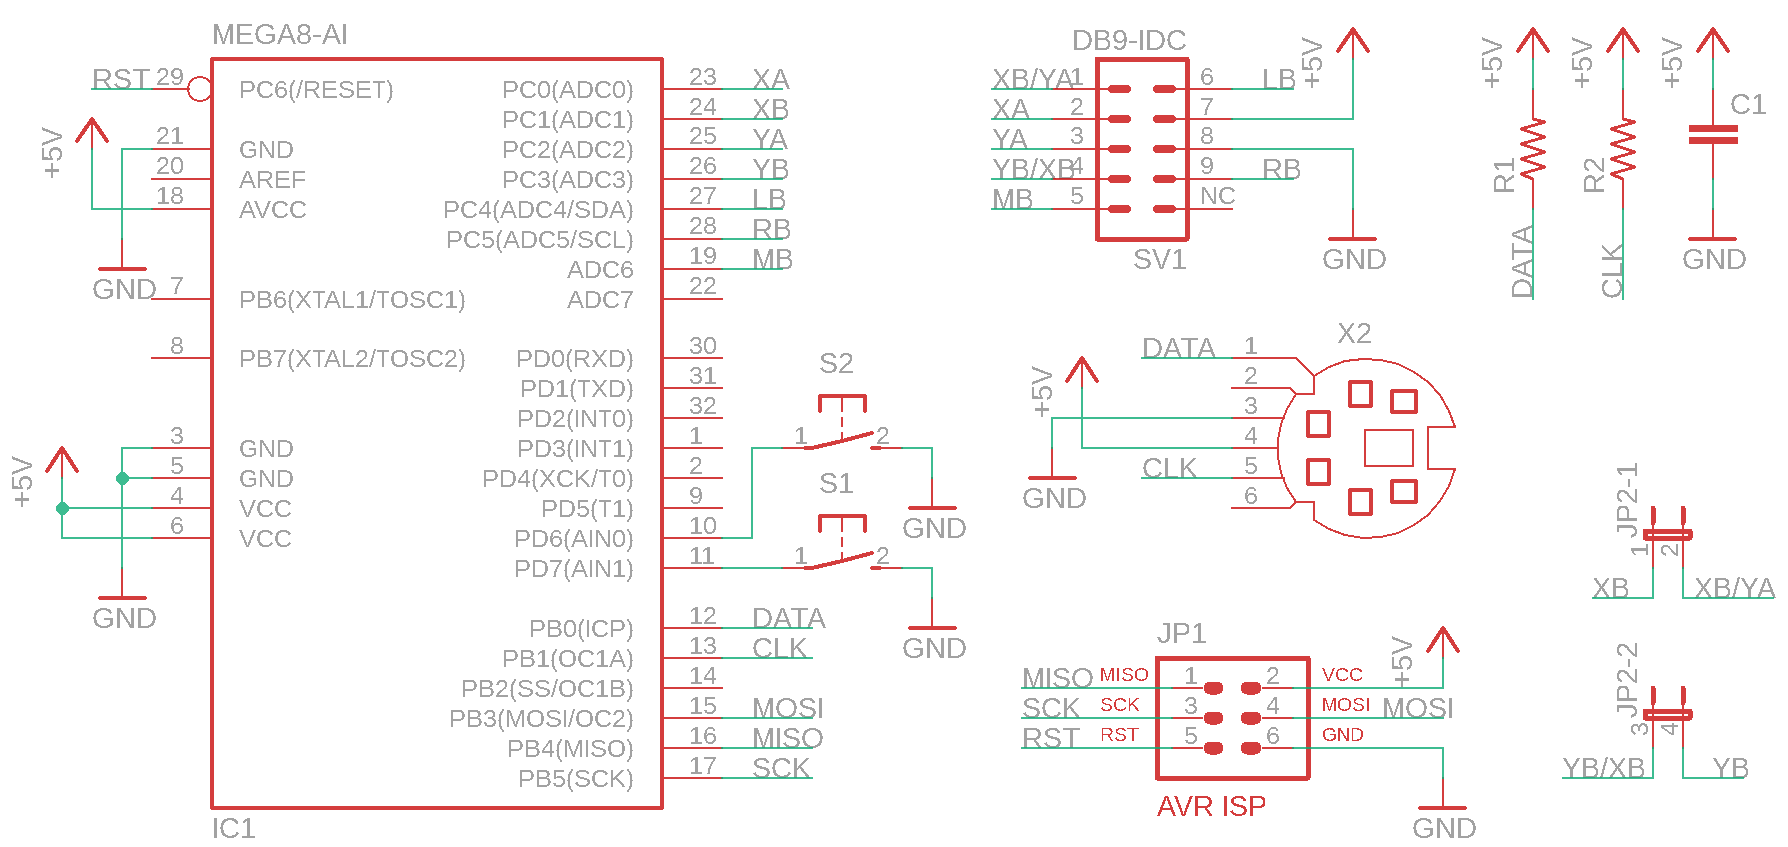 MEGA8-AI
RST 29 PC6(/RESET)
+5V
21 GND
20 AREF
18 AVCC
GND
7 PB6(XTAL1/TOSC1)
8 PB7(XTAL2/TOSC2)
+5V
3 GND
5 GND
4 VCC
6 VCC
GND
PC0(ADC0) 23 XA
PC1(ADC1) 24 XB
PC2(ADC2) 25 YA
PC3(ADC3) 26 YB
PC4(ADC4/SDA) 27 LB
PC5(ADC5/SCL) 28 RB
ADC6 19 MB
ADC7 22
PD0(RXD) 30
PD1(TXD) 31
PD2(INT0) 32
PD3(INT1) 1
PD4(XCK/T0) 2
PD5(T1) 9
PD6(AIN0) 10
PD7(AIN1) 11
PB0(ICP) 12 DATA
PB1(OC1A) 13 CLK
PB2(SS/OC1B) 14
PB3(MOSI/OC2) 15 MOSI
PB4(MISO) 16 MISO
PB5(SCK) 17 SCK
IC1
S2
1 2
GND
S1
1 2
GND
DB9-IDC
XB/YA 1 6 LB
XA 2 7
YA 3 8
YB/XB 4 9 RB
MB 5 NC
SV1
+5V
GND
+5V
R1
DATA
+5V
R2
CLK
+5V
C1
GND
X2
DATA 1
2
3
4
CLK 5
6
+5V
GND
JP1
MISO MISO 1 2 VCC
SCK SCK 3 4 MOSI MOSI
RST RST 5 6 GND
+5V
AVR ISP
GND
JP2-1
1 2
XB XB/YA
JP2-2
3 4
YB/XB YB